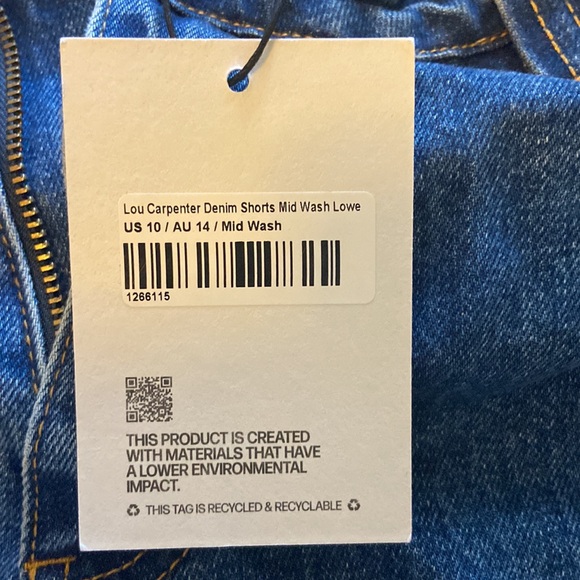 Lou Carpenter Denim Shorts Mid Wash Lowe
US 10 / AU 14 / Mid Wash
1266115
THIS PRODUCT IS CREATED
WITH MATERIALS THAT HAVE
A LOWER ENVIRONMENTAL
IMPACT.
THIS TAG IS RECYCLED & RECYCLABLE